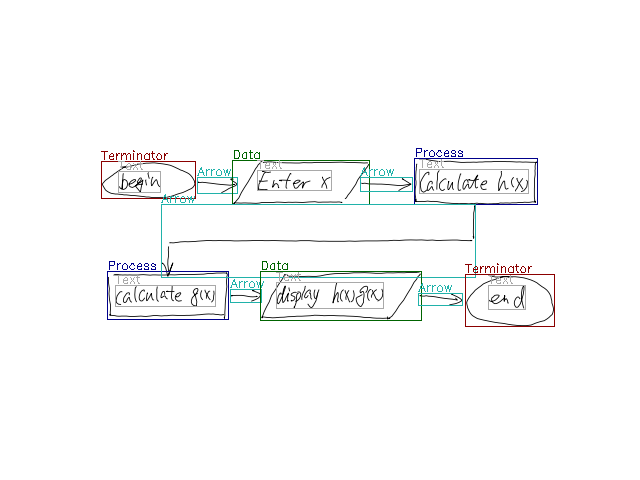 Terminator
Text
begin
Arrow
Data
Text
Enter x
Arrow
Process
Text
Calculate h(x)
Arrow
Process
Text
calculate g(x)
Arrow
Data
Text
display h(x) g(x)
Arrow
Terminator
Text
end